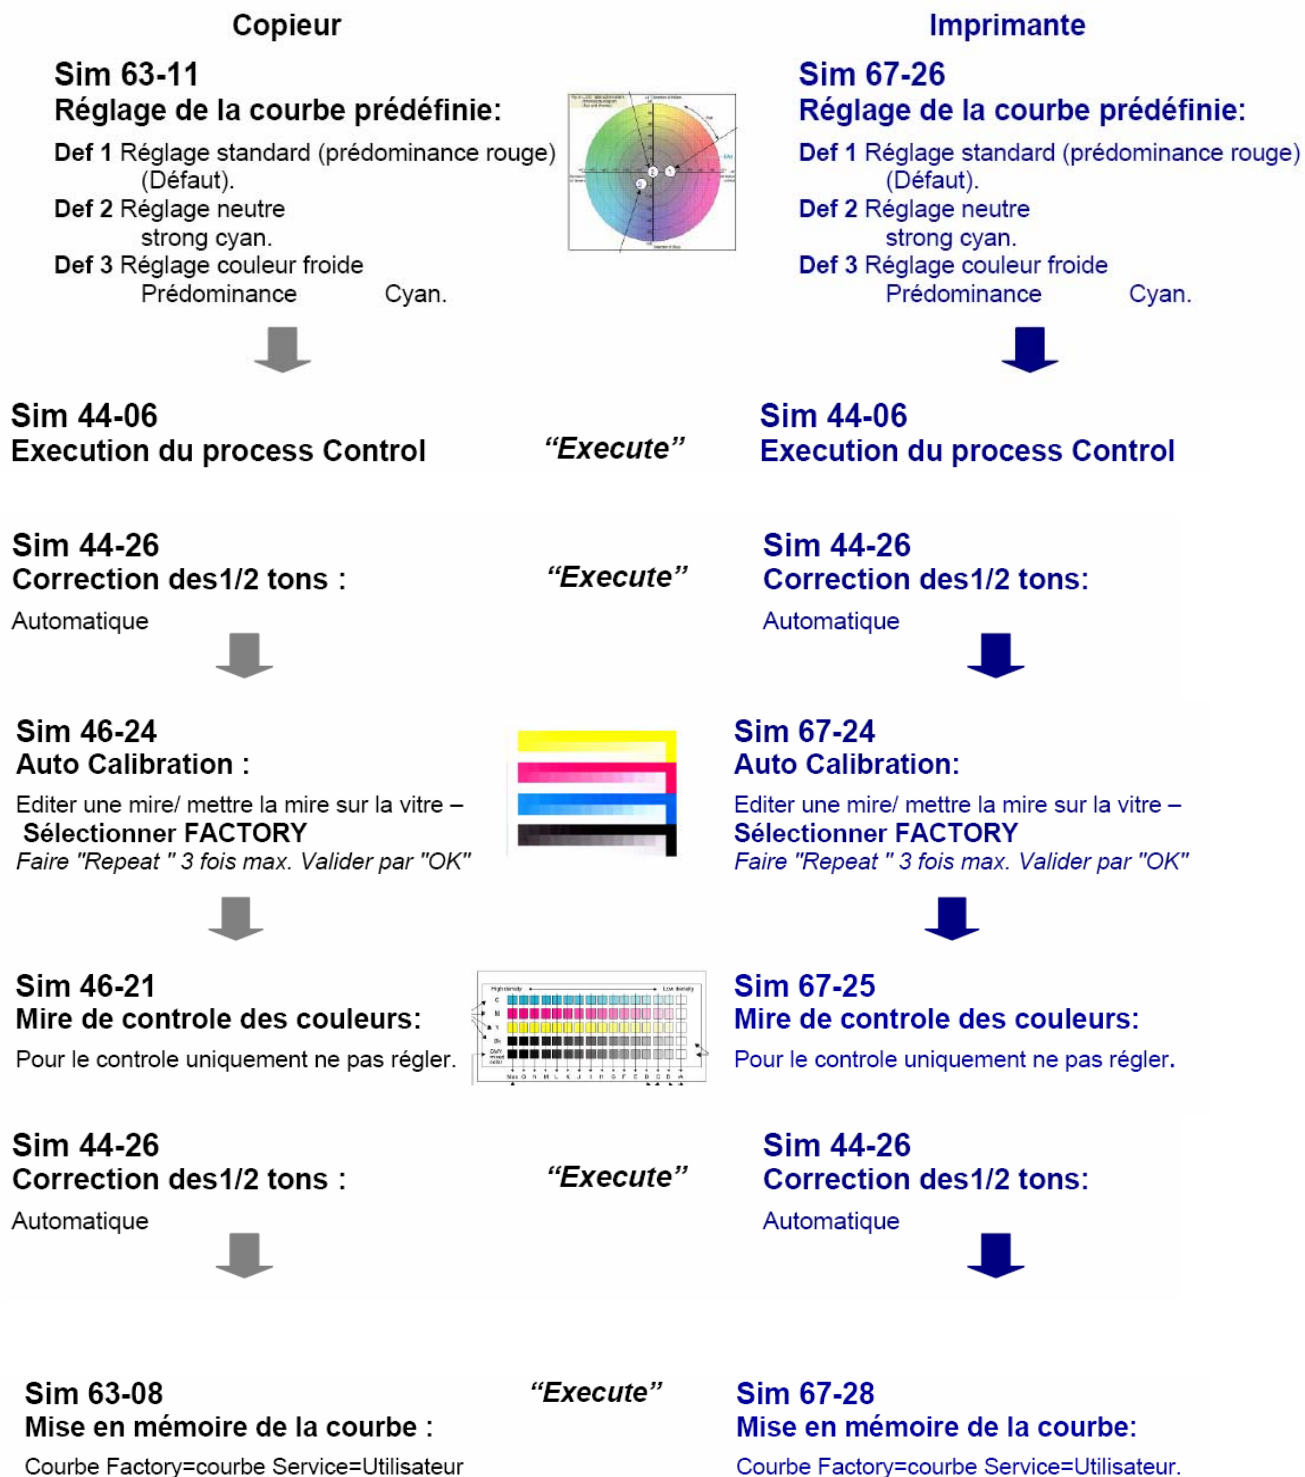 Copieur
Imprimante
Sim 63-11
Réglage de la courbe prédéfinie:
Def 1 Réglage standard (prédominance rouge)
(Défaut).
Def 2 Réglage neutre
strong cyan.
Def 3 Réglage couleur froide
Prédominance Cyan.
Sim 67-26
Réglage de la courbe prédéfinie:
Def 1 Réglage standard (prédominance rouge)
(Défaut).
Def 2 Réglage neutre
strong cyan.
Def 3 Réglage couleur froide
Prédominance Cyan.
Sim 44-06
Execution du process Control
“Execute”
Sim 44-06
Execution du process Control
Sim 44-26
Correction des1/2 tons :
Automatique
“Execute”
Sim 44-26
Correction des1/2 tons:
Automatique
Sim 46-24
Auto Calibration :
Editer une mire/ mettre la mire sur la vitre –
Sélectionner FACTORY
Faire "Repeat " 3 fois max. Valider par "OK"
Sim 67-24
Auto Calibration:
Editer une mire/ mettre la mire sur la vitre –
Sélectionner FACTORY
Faire "Repeat " 3 fois max. Valider par "OK"
Sim 46-21
Mire de controle des couleurs:
Pour le controle uniquement ne pas régler.
High density Low density
C
M
Y
Bk
CMY
mixed
color
Sim 67-25
Mire de controle des couleurs:
Pour le controle uniquement ne pas régler.
Sim 44-26
Correction des1/2 tons :
Automatique
“Execute”
Sim 44-26
Correction des1/2 tons:
Automatique
Sim 63-08
Mise en mémoire de la courbe :
Courbe Factory=courbe Service=Utilisateur
“Execute”
Sim 67-28
Mise en mémoire de la courbe:
Courbe Factory=courbe Service=Utilisateur.